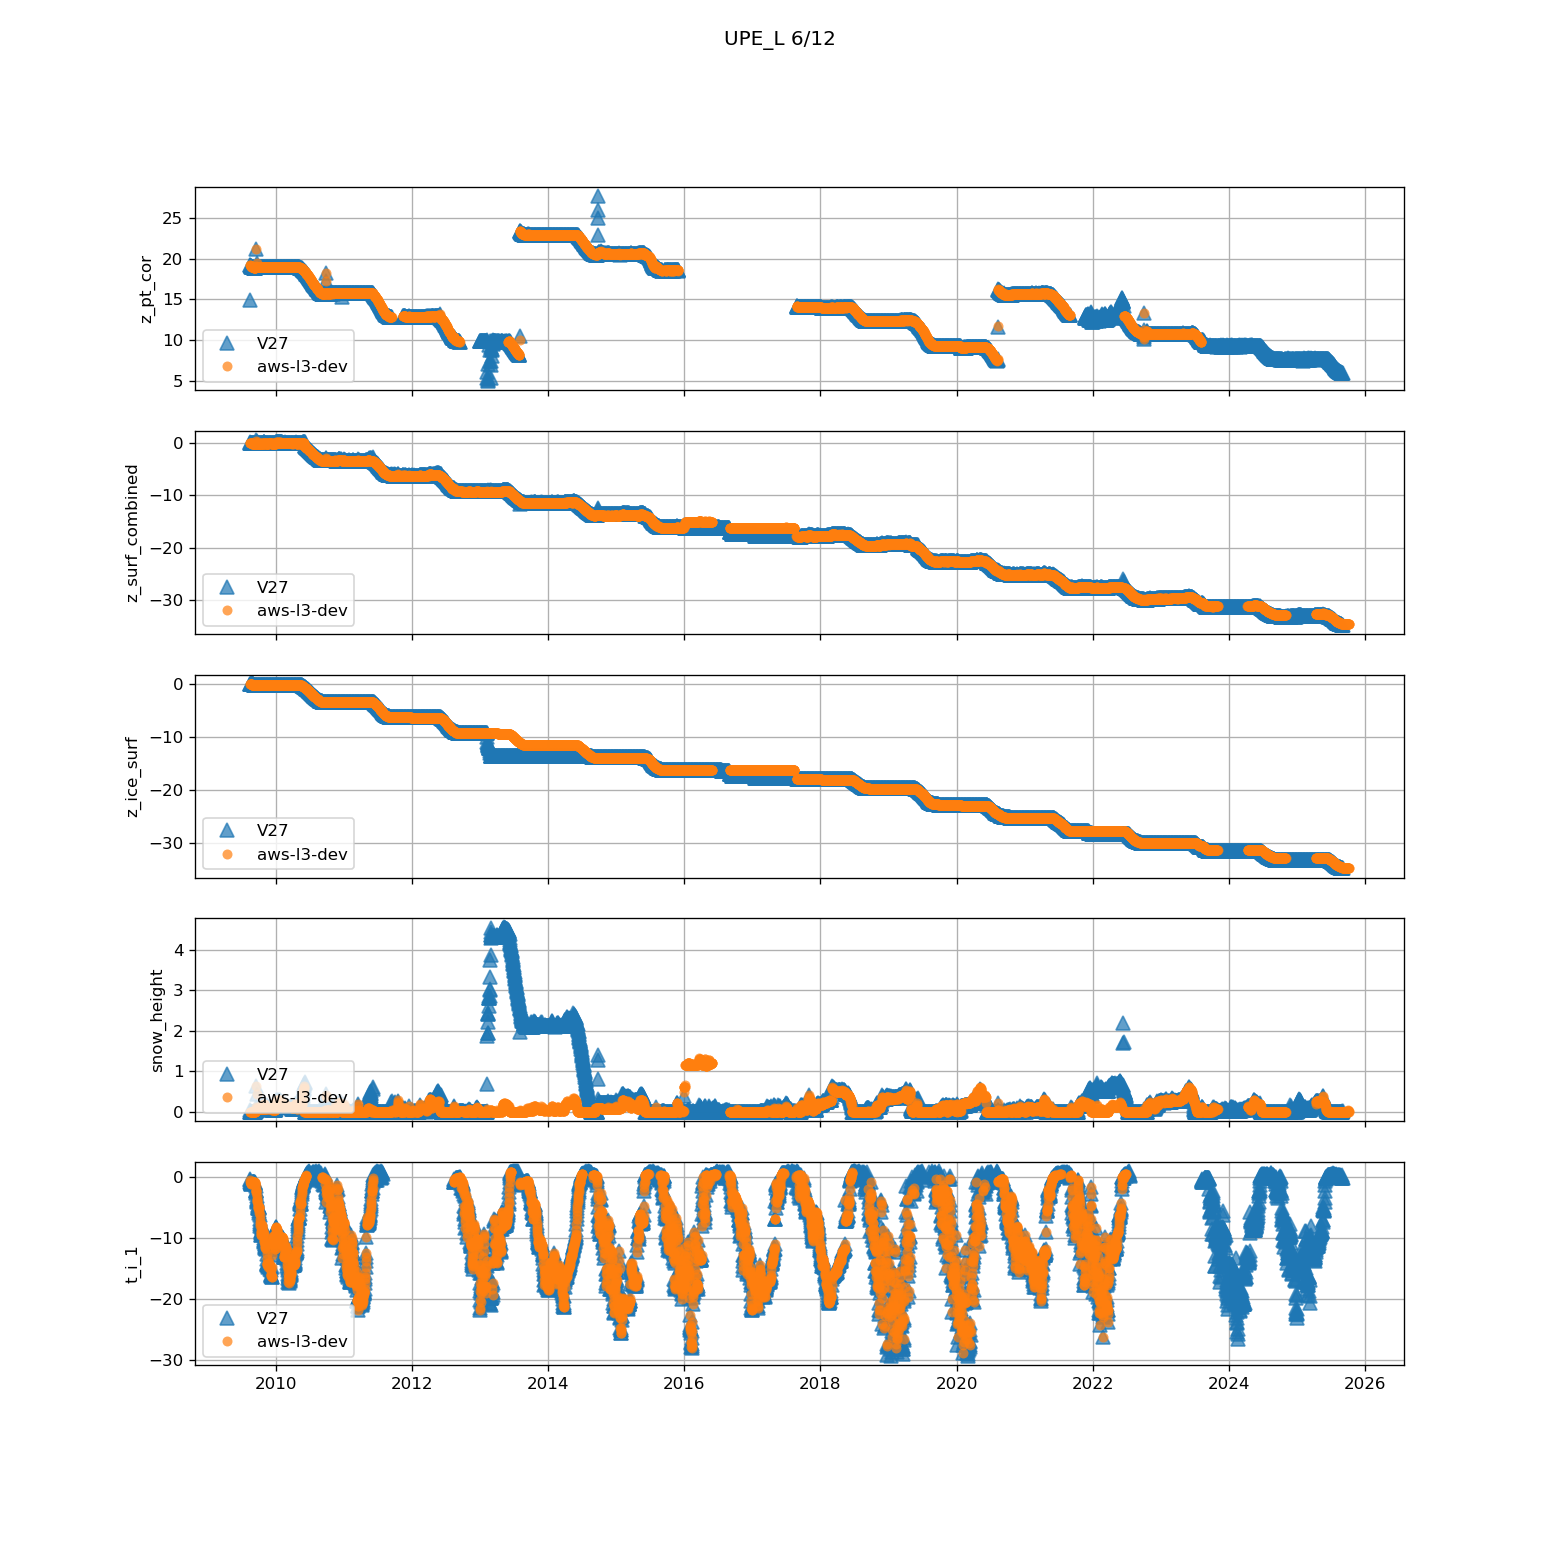 UPE_L 6/12
z_pt_cor
25
20
15
10
5
V27
aws-l3-dev
z_surf_combined
0
−10
−20
−30
V27
aws-l3-dev
z_ice_surf
0
−10
−20
−30
V27
aws-l3-dev
snow_height
4
3
2
1
0
V27
aws-l3-dev
t_i_1
0
−10
−20
−30
V27
aws-l3-dev
2010 2012 2014 2016 2018 2020 2022 2024 2026